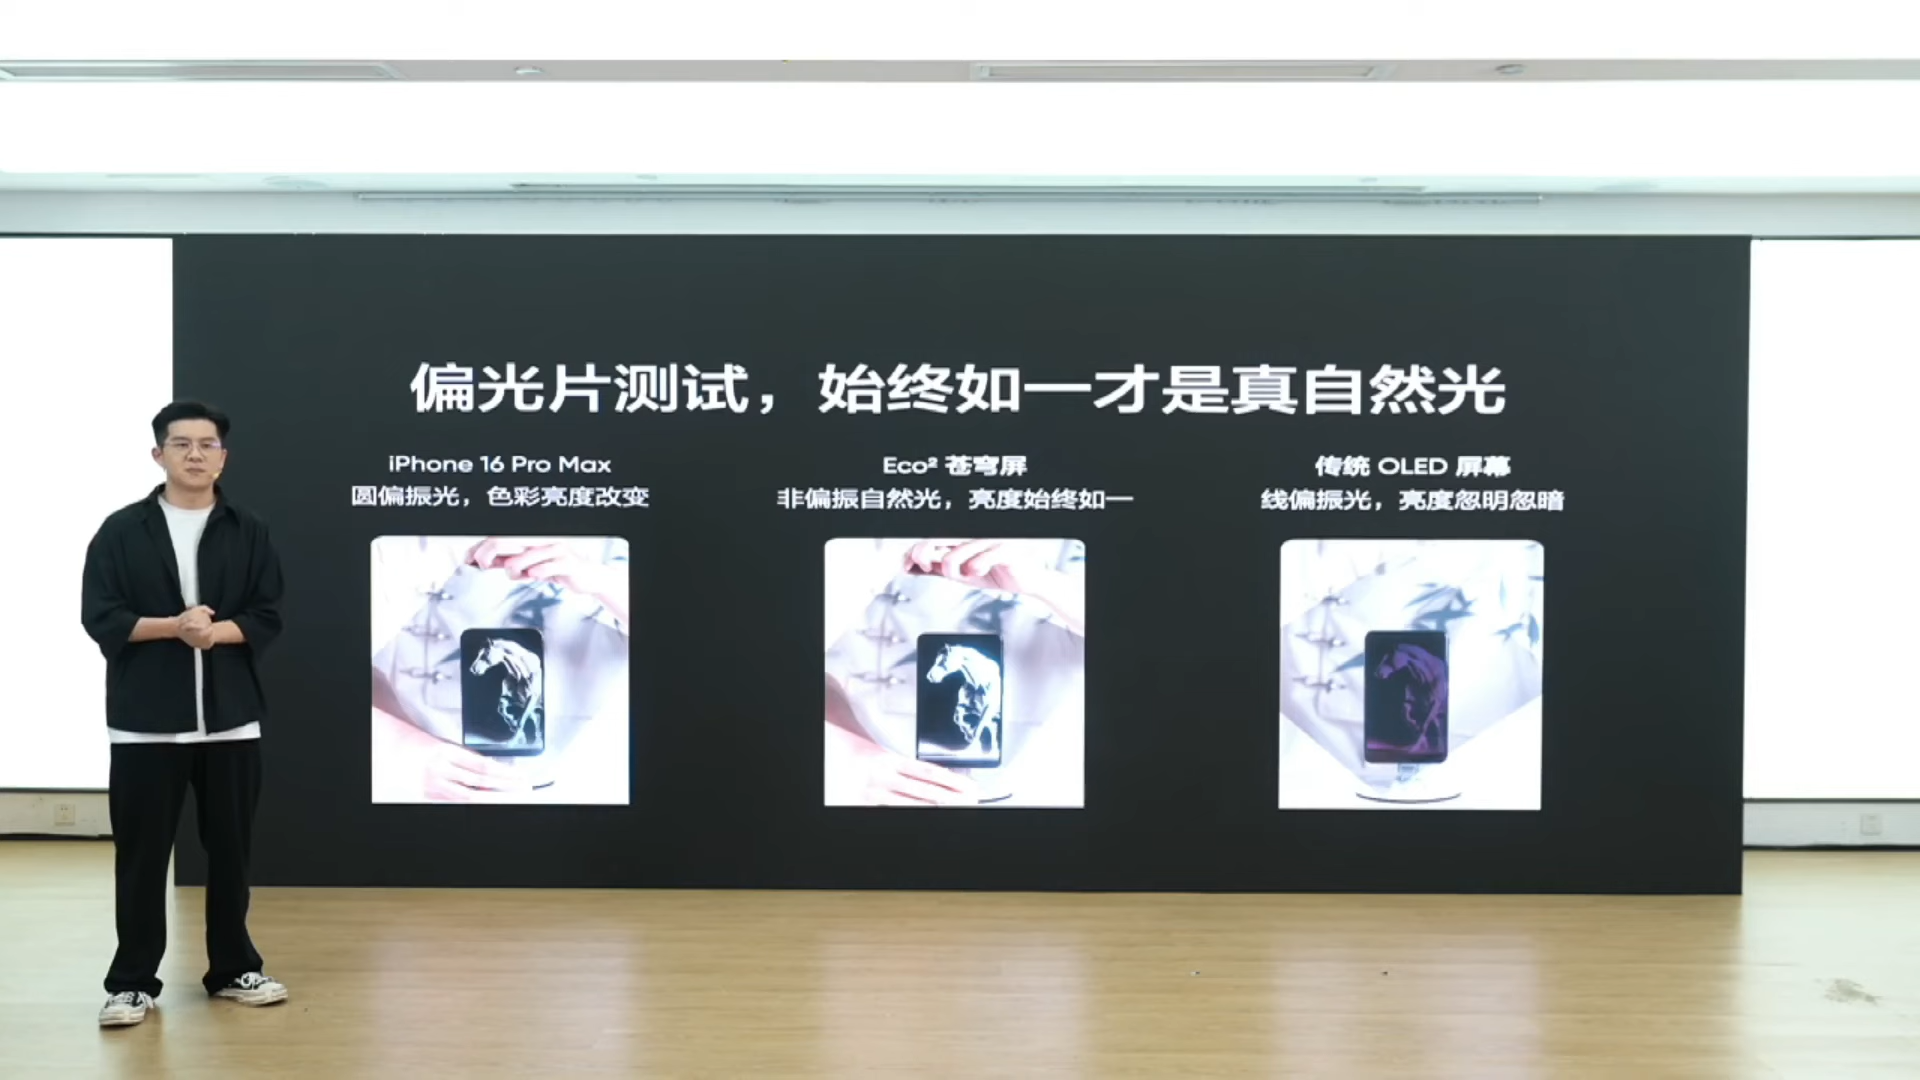 偏光片测试，始终如一才是真自然光
iPhone 16 Pro Max
圆偏振光，色彩亮度改变
Eco² 苍穹屏
非偏振自然光，亮度始终如一
传统 OLED 屏幕
线偏振光，亮度忽明忽暗